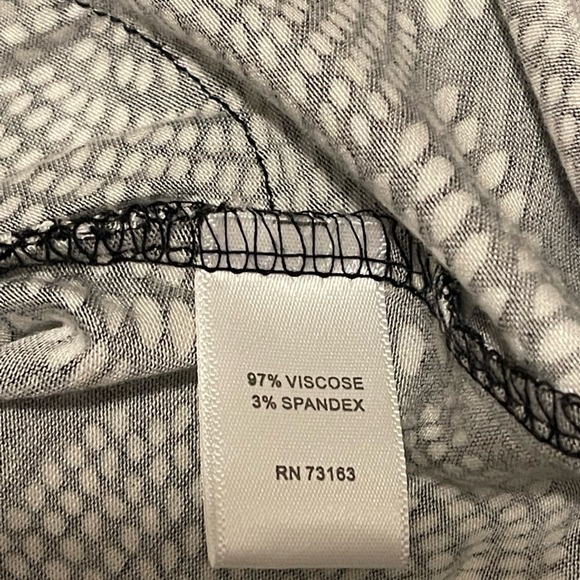 97% VISCOSE
3% SPANDEX
RN 73163